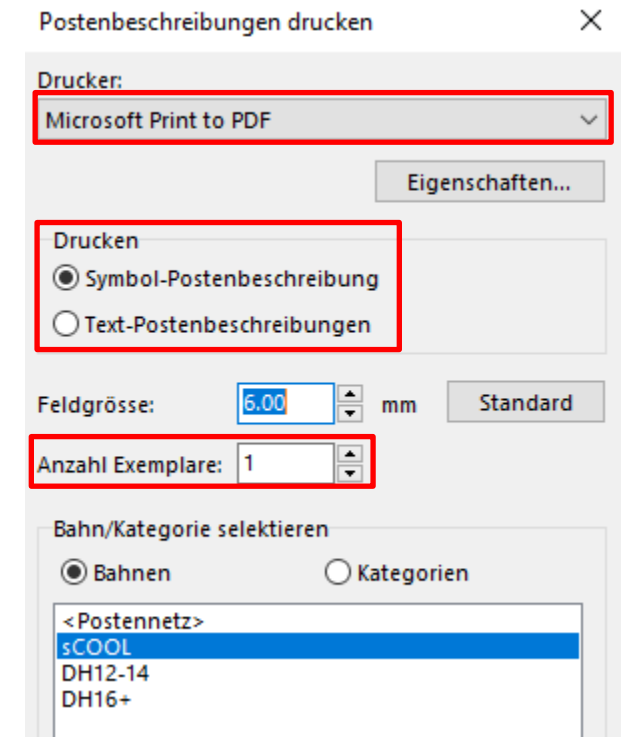 Postenbeschreibungen drucken
Drucker:
Microsoft Print to PDF
Eigenschaften...
Drucken
Symbol-Postenbeschreibung
Text-Postenbeschreibungen
Feldgrösse: 6.00 mm Standard
Anzahl Exemplare: 1
Bahn/Kategorie selektieren
Bahnen Kategorien
<Postennetz>
sCOOL
DH12-14
DH16+